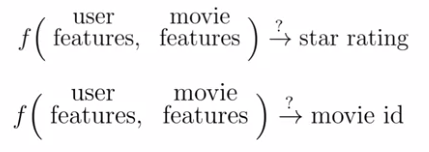 f( user features, movie features ) →? star rating
f( user features, movie features ) →? movie id